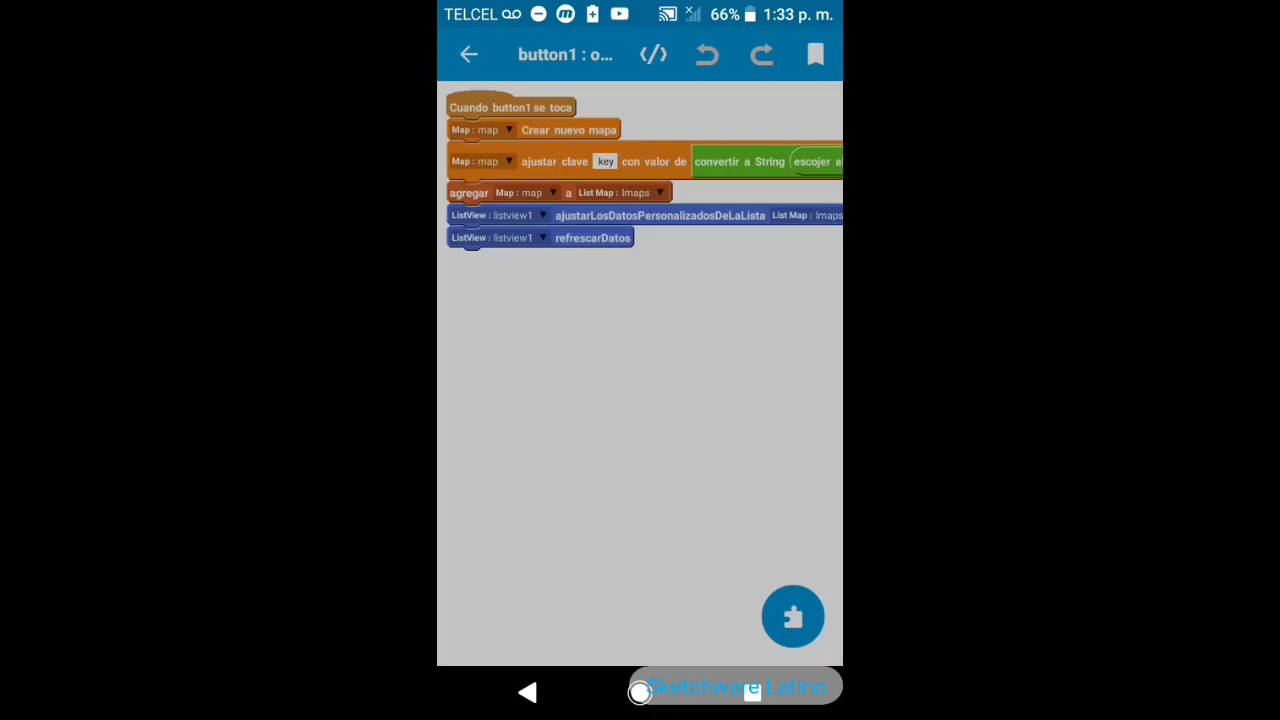 TELCEL 66% 1:33 p. m.
button1 : o...
Cuando button1 se toca
Map : map Crear nuevo mapa
Map : map ajustar clave key con valor de convertir a String escojer al
agregar Map : map a List Map : lmaps
ListView : listview1 ajustarLosDatosPersonalizadosDeLaLista List Map : lmaps
ListView : listview1 refrescarDatos
Sketchware Latino